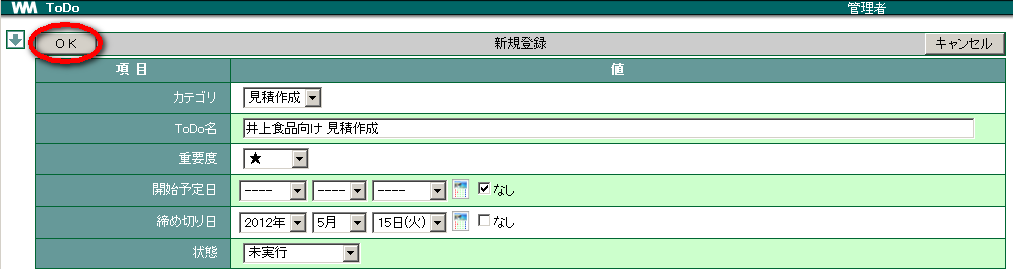 WM ToDo 管理者
OK 新規登録 キャンセル
項目 値
カテゴリ 見積作成
ToDo名 井上食品向け 見積作成
重要度 ★
開始予定日 ---- ---- ---- なし
締め切り日 2012年 5月 15日(火) なし
状態 未実行